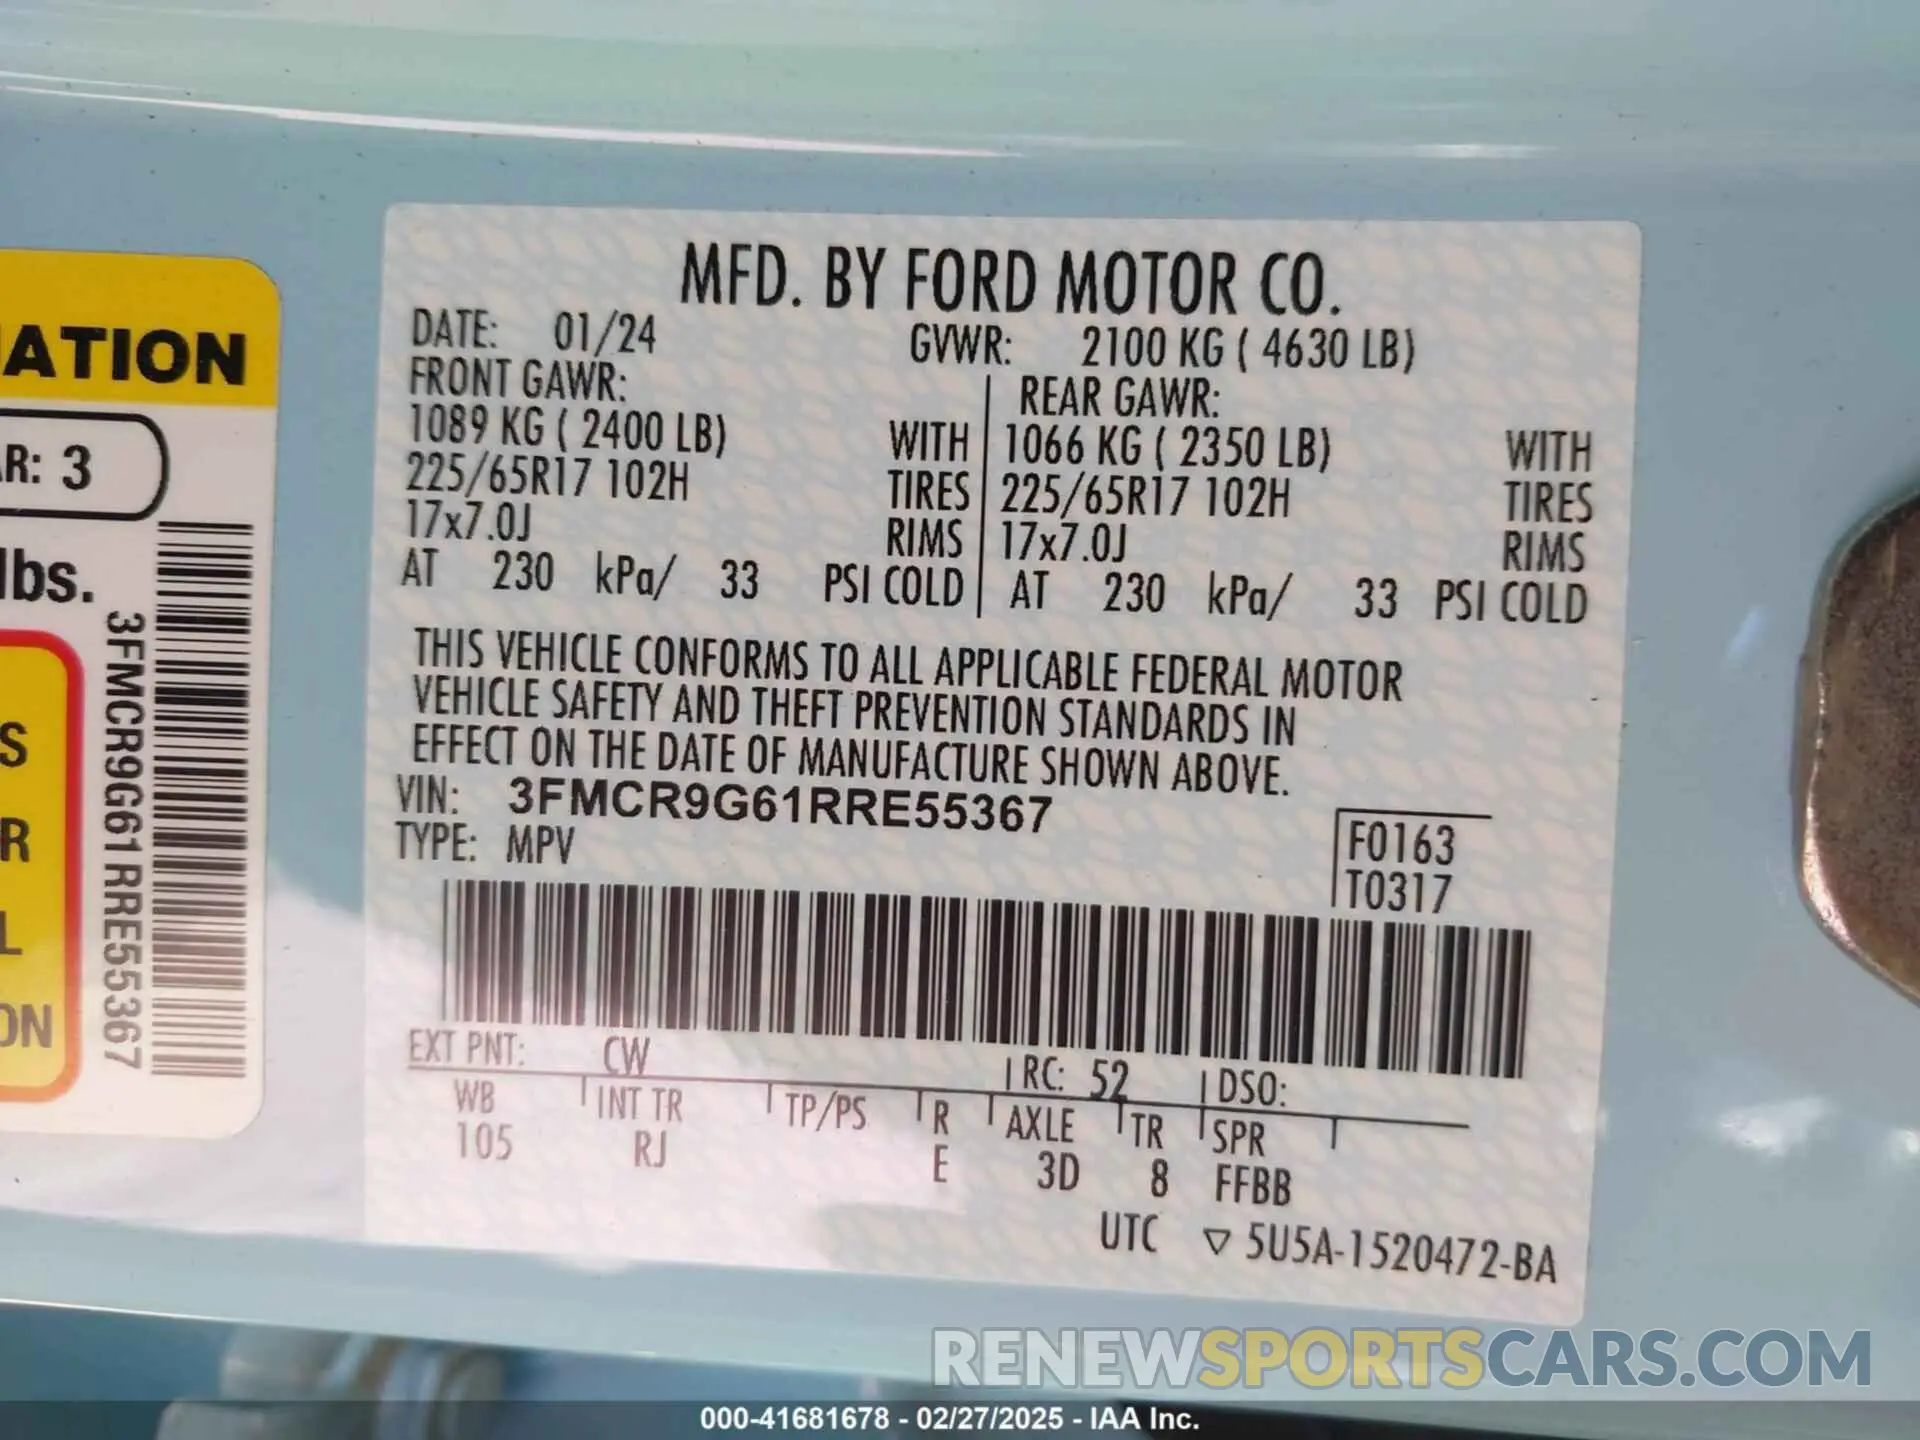 MFD. BY FORD MOTOR CO.
DATE: 01/24 GVWR: 2100 KG ( 4630 LB)
FRONT GAWR: REAR GAWR:
1089 KG ( 2400 LB) WITH 1066 KG ( 2350 LB) WITH
225/65R17 102H TIRES 225/65R17 102H TIRES
17x7.0J RIMS 17x7.0J RIMS
AT 230 kPa/ 33 PSI COLD AT 230 kPa/ 33 PSI COLD
THIS VEHICLE CONFORMS TO ALL APPLICABLE FEDERAL MOTOR
VEHICLE SAFETY AND THEFT PREVENTION STANDARDS IN
EFFECT ON THE DATE OF MANUFACTURE SHOWN ABOVE.
VIN: 3FMCR9G61RRE55367
TYPE: MPV
F0163
T0317
EXT PNT: CW RC: 52 DSO:
WB INT TR TP/PS R AXLE TR SPR
105 RJ E 3D 8 FFBB
UTC ▽ 5U5A-1520472-BA
IATION
AR: 3
lbs.
S
R
L
ON
3FMCR9G61RRE55367
RENEWSPORTSCARS.COM
000-41681678 - 02/27/2025 - IAA Inc.